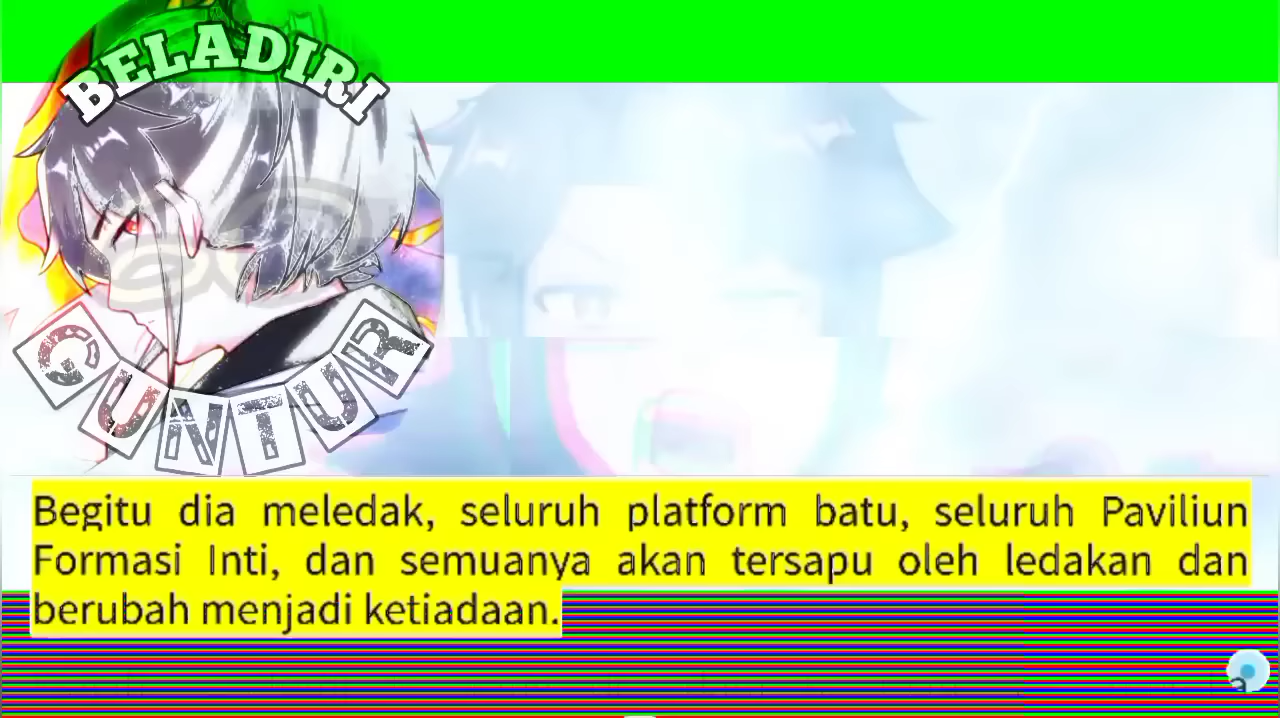 BELADIRI
GUNTUR
Begitu dia meledak, seluruh platform batu, seluruh Paviliun
Formasi Inti, dan semuanya akan tersapu oleh ledakan dan
berubah menjadi ketiadaan.